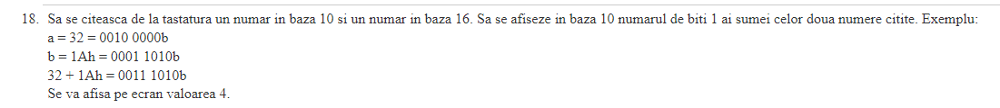 18. Sa se citeasca de la tastatura un numar in baza 10 si un numar in baza 16. Sa se afiseze in baza 10 numarul de biti 1 ai sumei celor doua numere citite. Exemplu:
a = 32 = 0010 0000b
b = 1Ah = 0001 1010b
32 + 1Ah = 0011 1010b
Se va afisa pe ecran valoarea 4.